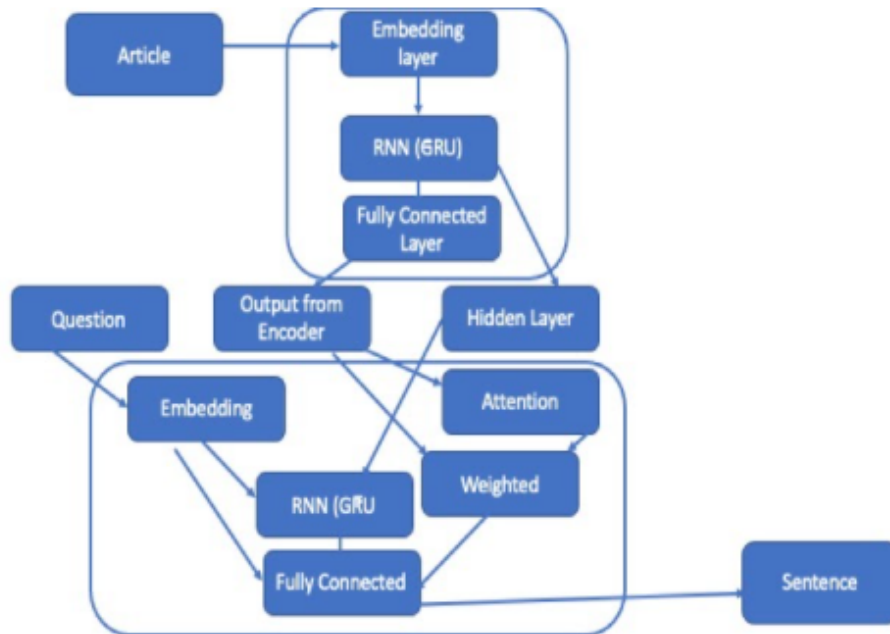 Article
Embedding
layer
RNN (GRU)
Fully Connected
Layer
Question
Output from
Encoder
Hidden Layer
Embedding
Attention
RNN (GRU
Weighted
Fully Connected
Sentence